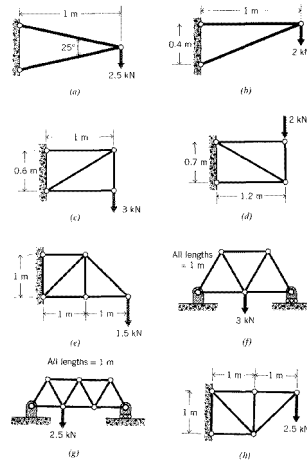 1 m
25°
2.5 kN
(a)
1 m
0.4 m
2 kN
(b)
1 m
0.6 m
3 kN
(c)
2 kN
0.7 m
1.2 m
(d)
1 m
1 m
1 m
1.5 kN
(e)
All lengths
= 1 m
3 kN
(f)
All lengths = 1 m
2.5 kN
(g)
1 m
1 m
1 m
2.5 kN
(h)